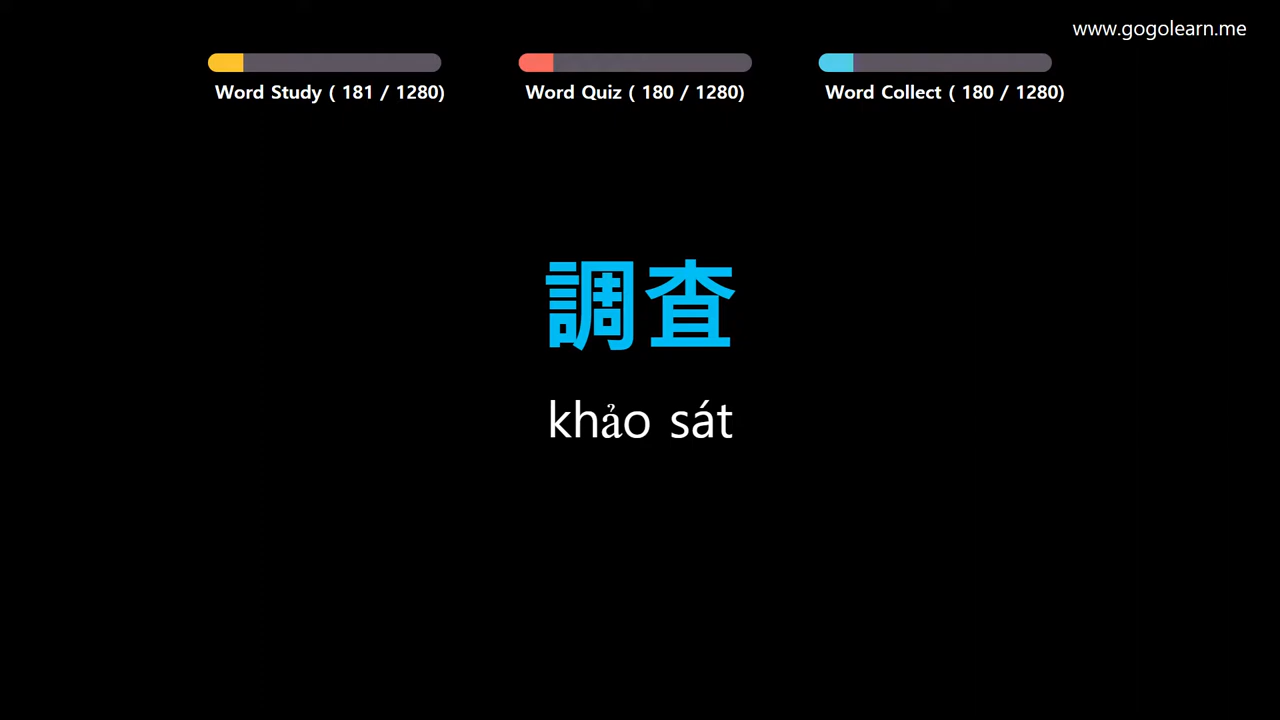 www.gogolearn.me
Word Study ( 181 / 1280)
Word Quiz ( 180 / 1280)
Word Collect ( 180 / 1280)
調査
khảo sát